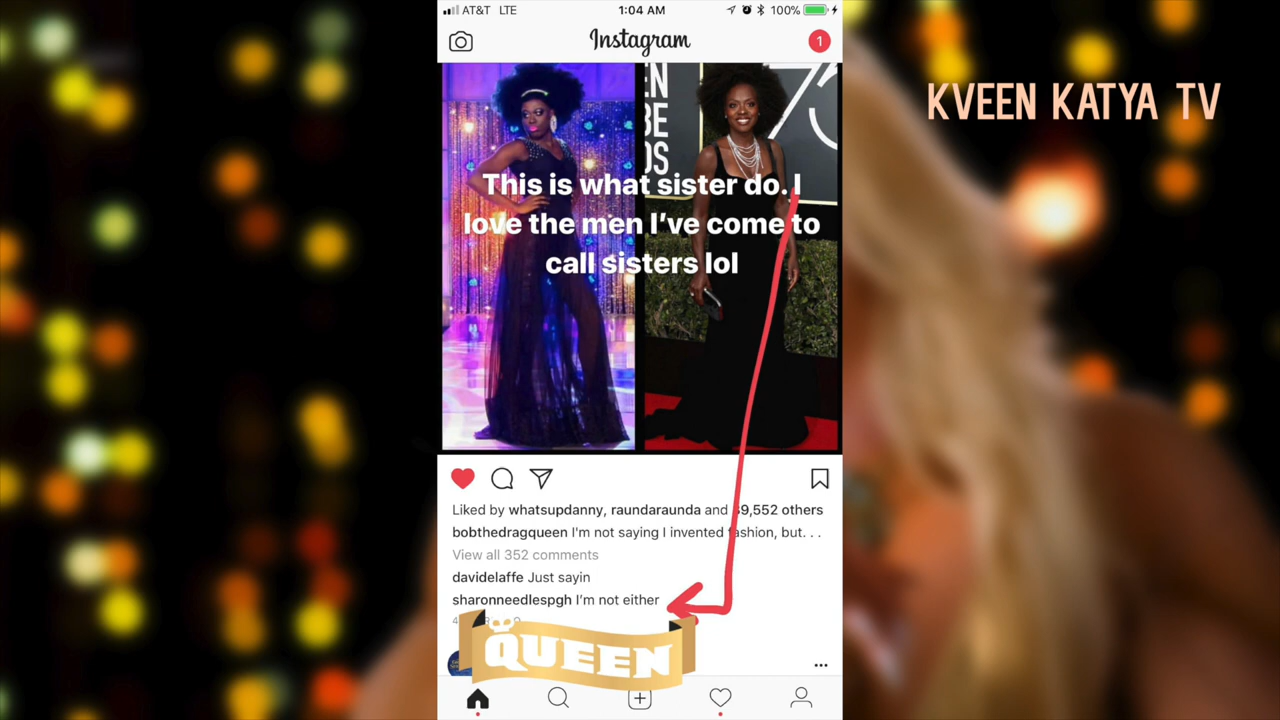 AT&T LTE 1:04 AM 100%
Instagram
1
KVEEN KATYA TV
This is what sister do. I
love the men I've come to
call sisters lol
Liked by whatsupdanny, raundaraunda and 9,552 others
bobthedragqueen I'm not saying I invented fashion, but. . .
View all 352 comments
davidelaffe Just sayin
sharonneedlespgh I'm not either
QUEEN